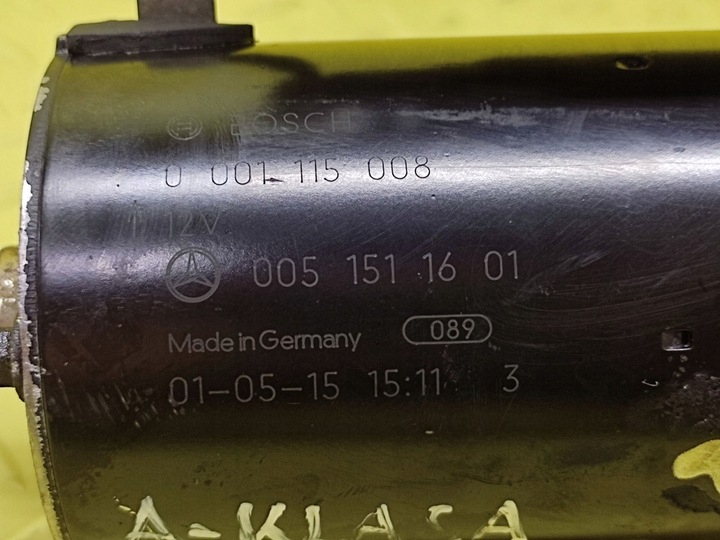 BOSCH
0 001 115 008
12V
005 151 16 01
Made in Germany 089
01-05-15 15:11 3
A-KLASA